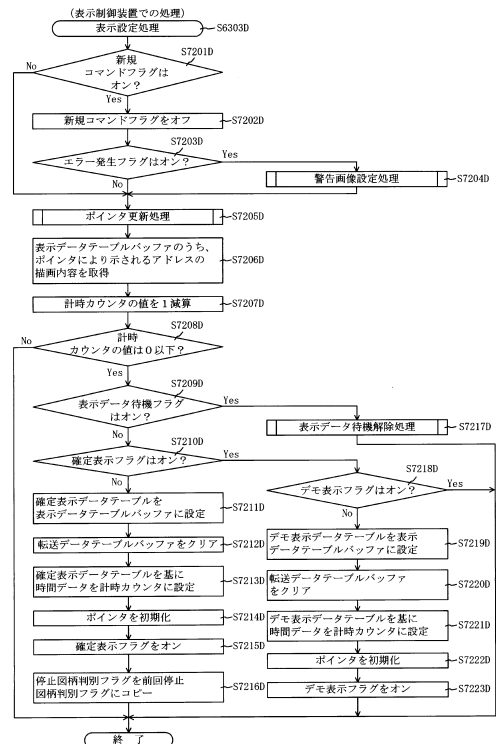 (表示制御装置での処理)
表示設定処理
S6303D
S7201D
新規
コマンドフラグは
オン?
No
Yes
新規コマンドフラグをオフ
S7202D
S7203D
エラー発生フラグはオン?
Yes
No
警告画像設定処理
S7204D
ポインタ更新処理
S7205D
表示データテーブルバッファのうち、
ポインタにより示されるアドレスの
描画内容を取得
S7206D
計時カウンタの値を1減算
S7207D
S7208D
計時
カウンタの値は0以下?
No
Yes
S7209D
表示データ待機フラグ
はオン?
Yes
No
表示データ待機解除処理
S7217D
S7210D
確定表示フラグはオン?
Yes
No
S7218D
デモ表示フラグはオン?
Yes
No
確定表示データテーブルを
表示データテーブルバッファに設定
S7211D
転送データテーブルバッファをクリア
S7212D
確定表示データテーブルを基に
時間データを計時カウンタに設定
S7213D
ポインタを初期化
S7214D
確定表示フラグをオン
S7215D
停止図柄判別フラグを前回停止
図柄判別フラグにコピー
S7216D
デモ表示データテーブルを表示
データテーブルバッファに設定
S7219D
転送データテーブルバッファ
をクリア
S7220D
デモ表示データテーブルを基に
時間データを計時カウンタに設定
S7221D
ポインタを初期化
S7222D
デモ表示フラグをオン
S7223D
終 了